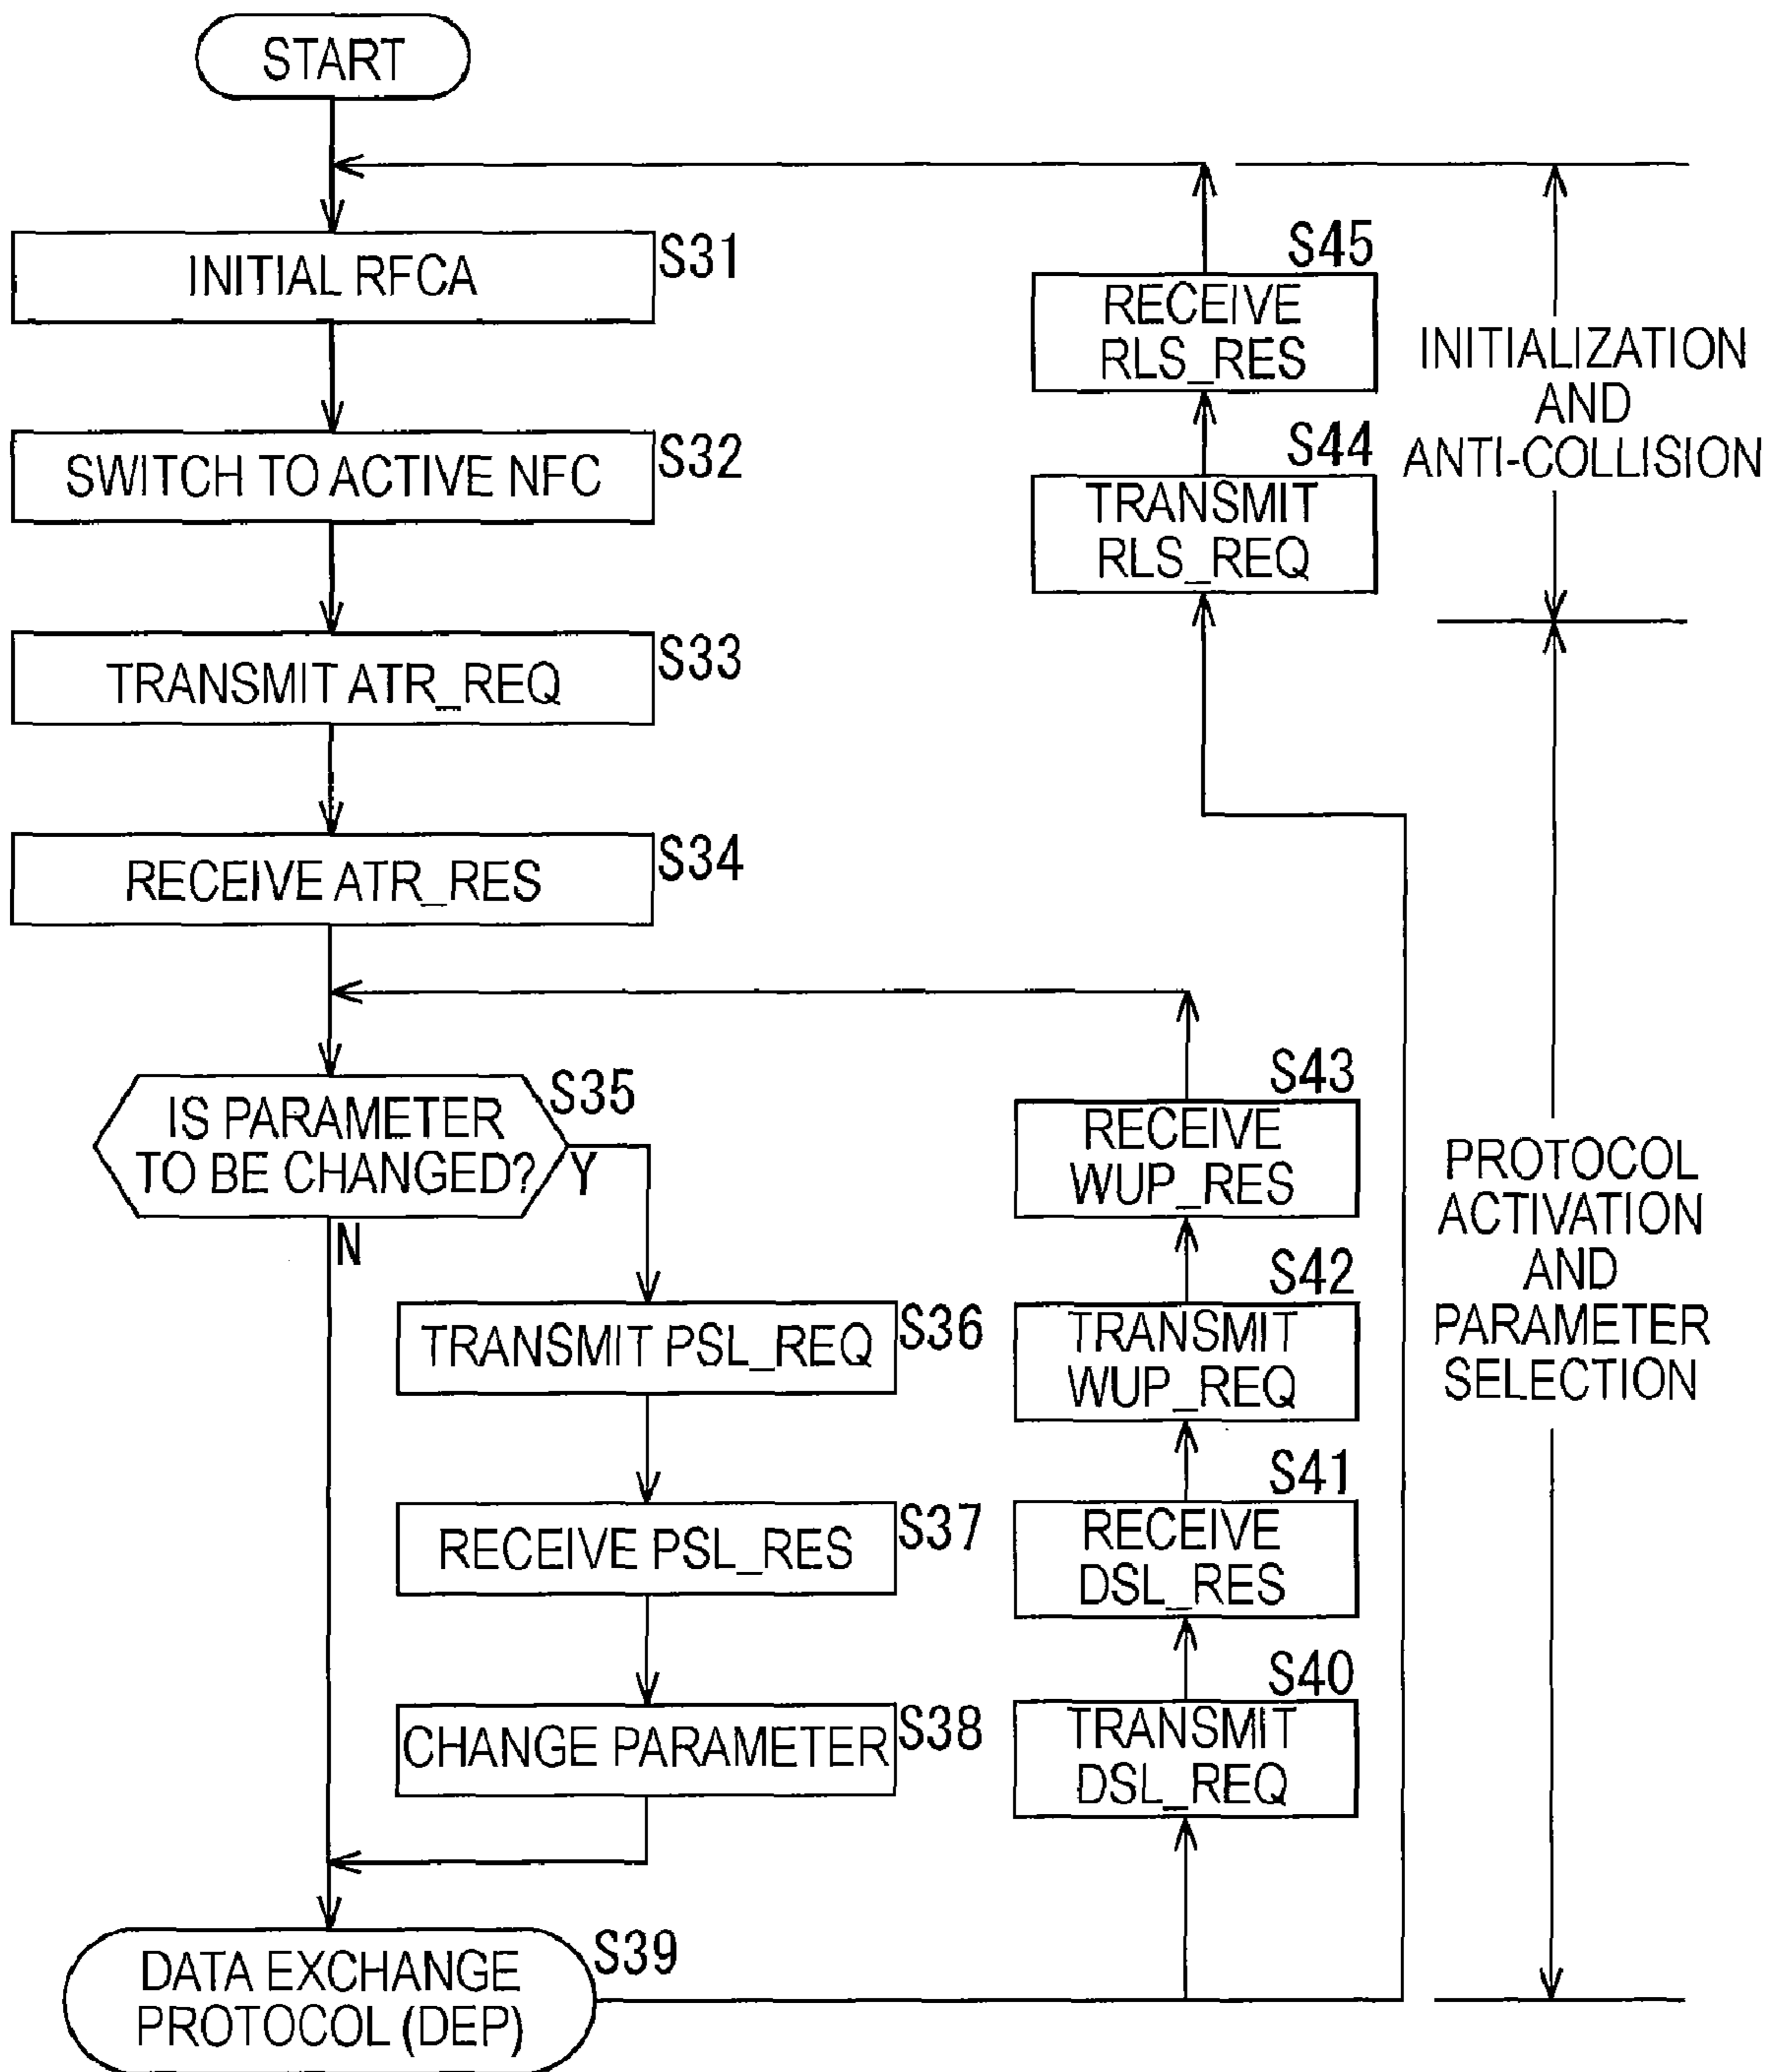 START
INITIAL RFCA
S31
SWITCH TO ACTIVE NFC
S32
TRANSMIT ATR_REQ
S33
RECEIVE ATR_RES
S34
IS PARAMETER
TO BE CHANGED?
S35
Y
N
TRANSMIT PSL_REQ
S36
RECEIVE PSL_RES
S37
CHANGE PARAMETER
S38
DATA EXCHANGE
PROTOCOL (DEP)
S39
S45
RECEIVE
RLS_RES
S44
TRANSMIT
RLS_REQ
S43
RECEIVE
WUP_RES
S42
TRANSMIT
WUP_REQ
S41
RECEIVE
DSL_RES
S40
TRANSMIT
DSL_REQ
INITIALIZATION
AND
ANTI-COLLISION
PROTOCOL
ACTIVATION
AND
PARAMETER
SELECTION